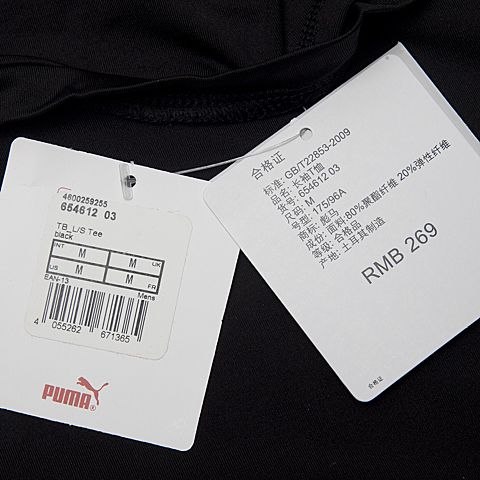 4600259255
654612 03
TB_L/S Tee
black
INT M M UK
US M M FR
EAN-13 Mens
4 055262 671365
PUMA
合格证
标准: GB/T22853-2009
品名: 长袖T恤
货号: 654612 03
尺码: M
号型: 175/96A
商标: 彪马
成份: 面料:80%聚酯纤维 20%弹性纤维
等级: 合格品
产地: 土耳其制造
RMB 269
合格证